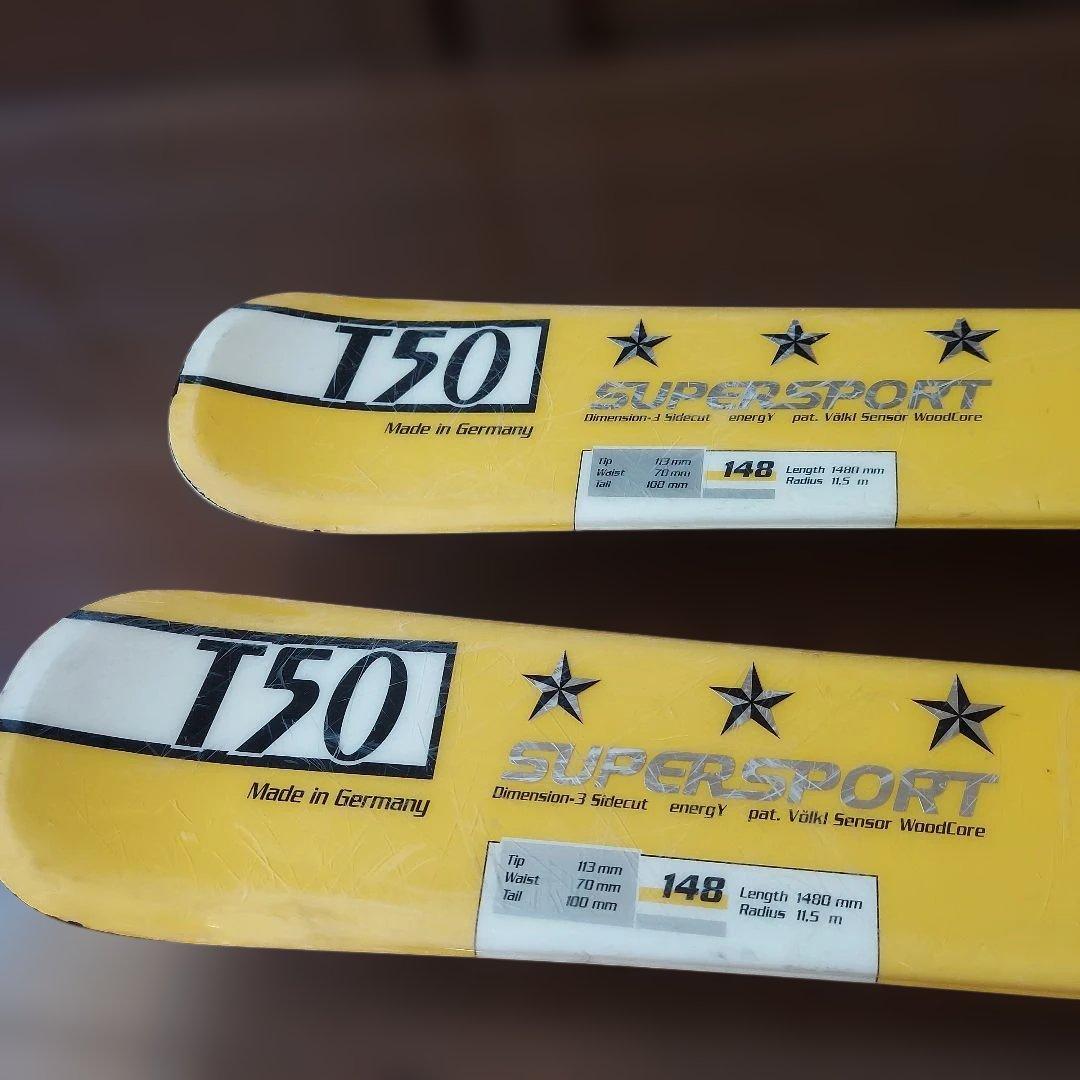 T50
Made in Germany
SUPERSPORT
Dimension-3 Sidecut energY pat. Völkl Sensor WoodCore
Tip 113 mm
Waist 70 mm
Tail 100 mm
148
Length 1480 mm
Radius 11,5 m
T50
Made in Germany
SUPERSPORT
Dimension-3 Sidecut energY pat. Völkl Sensor WoodCore
Tip 113 mm
Waist 70 mm
Tail 100 mm
148
Length 1480 mm
Radius 11,5 m